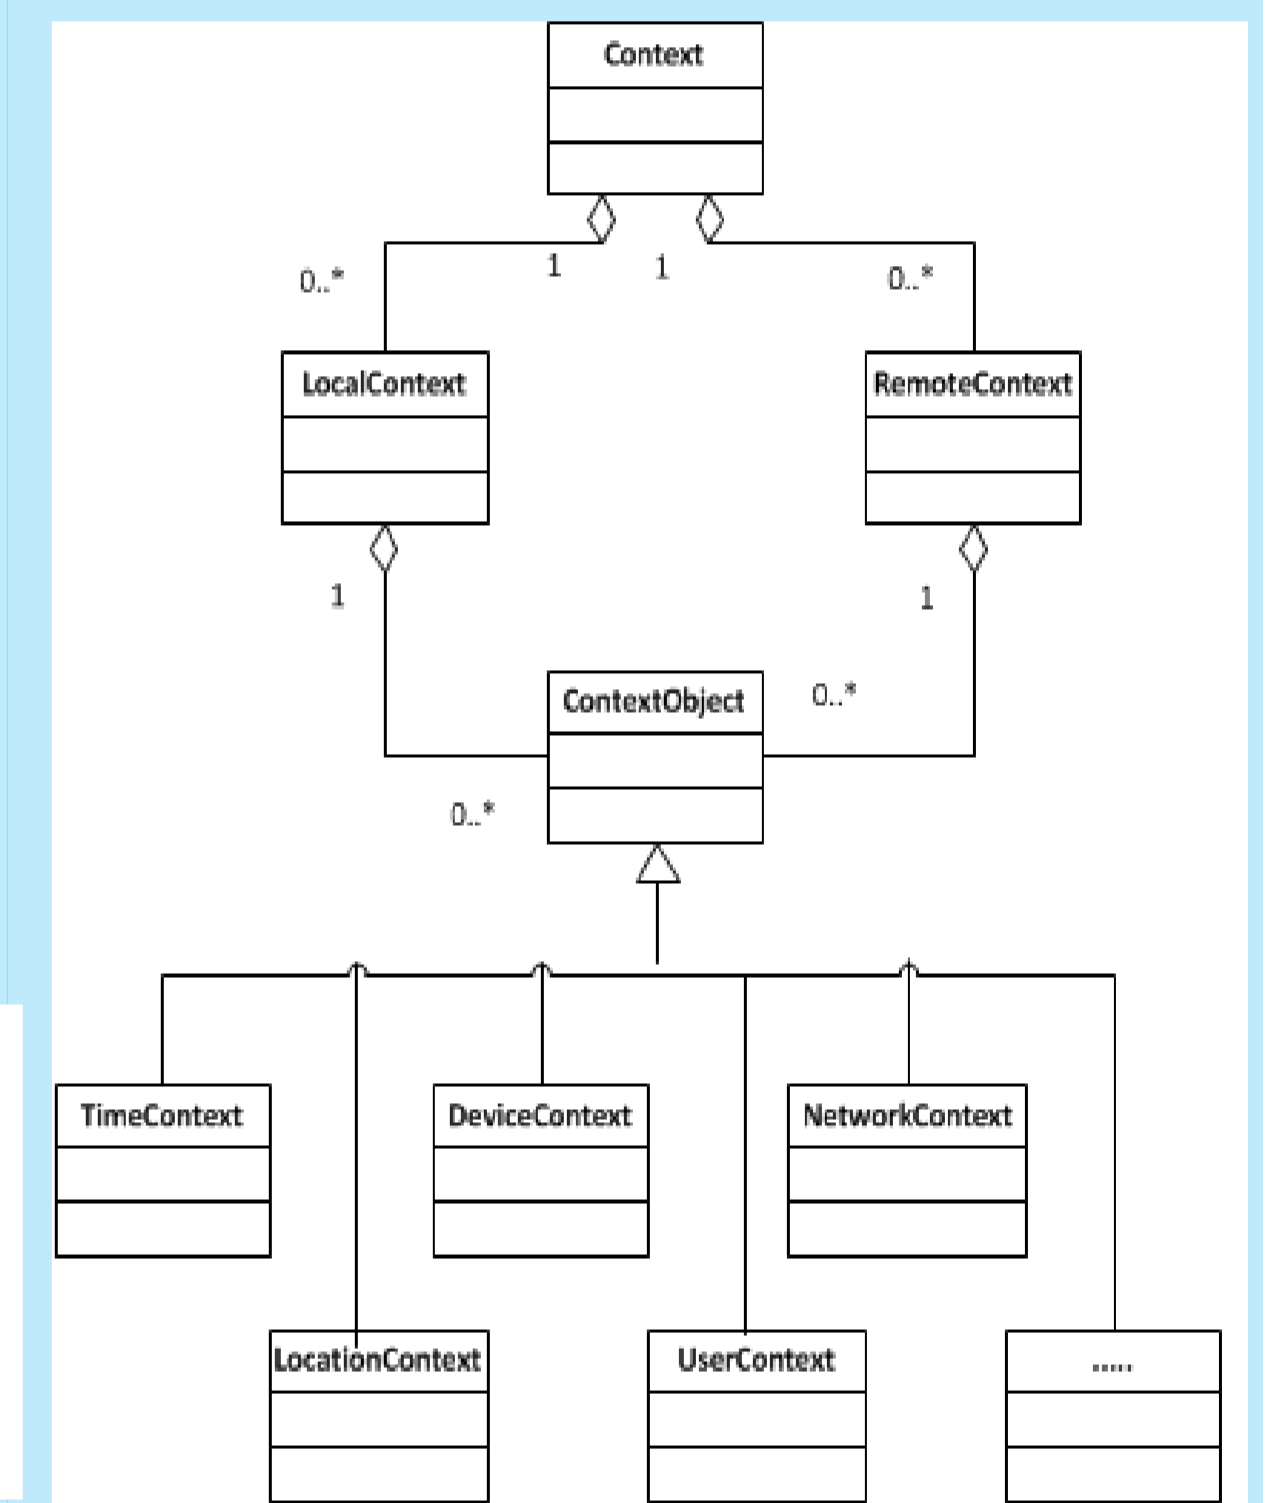 Context
1
1
0..*
0..*
LocalContext
RemoteContext
1
1
ContextObject
0..*
0..*
TimeContext
DeviceContext
NetworkContext
LocationContext
UserContext
.....